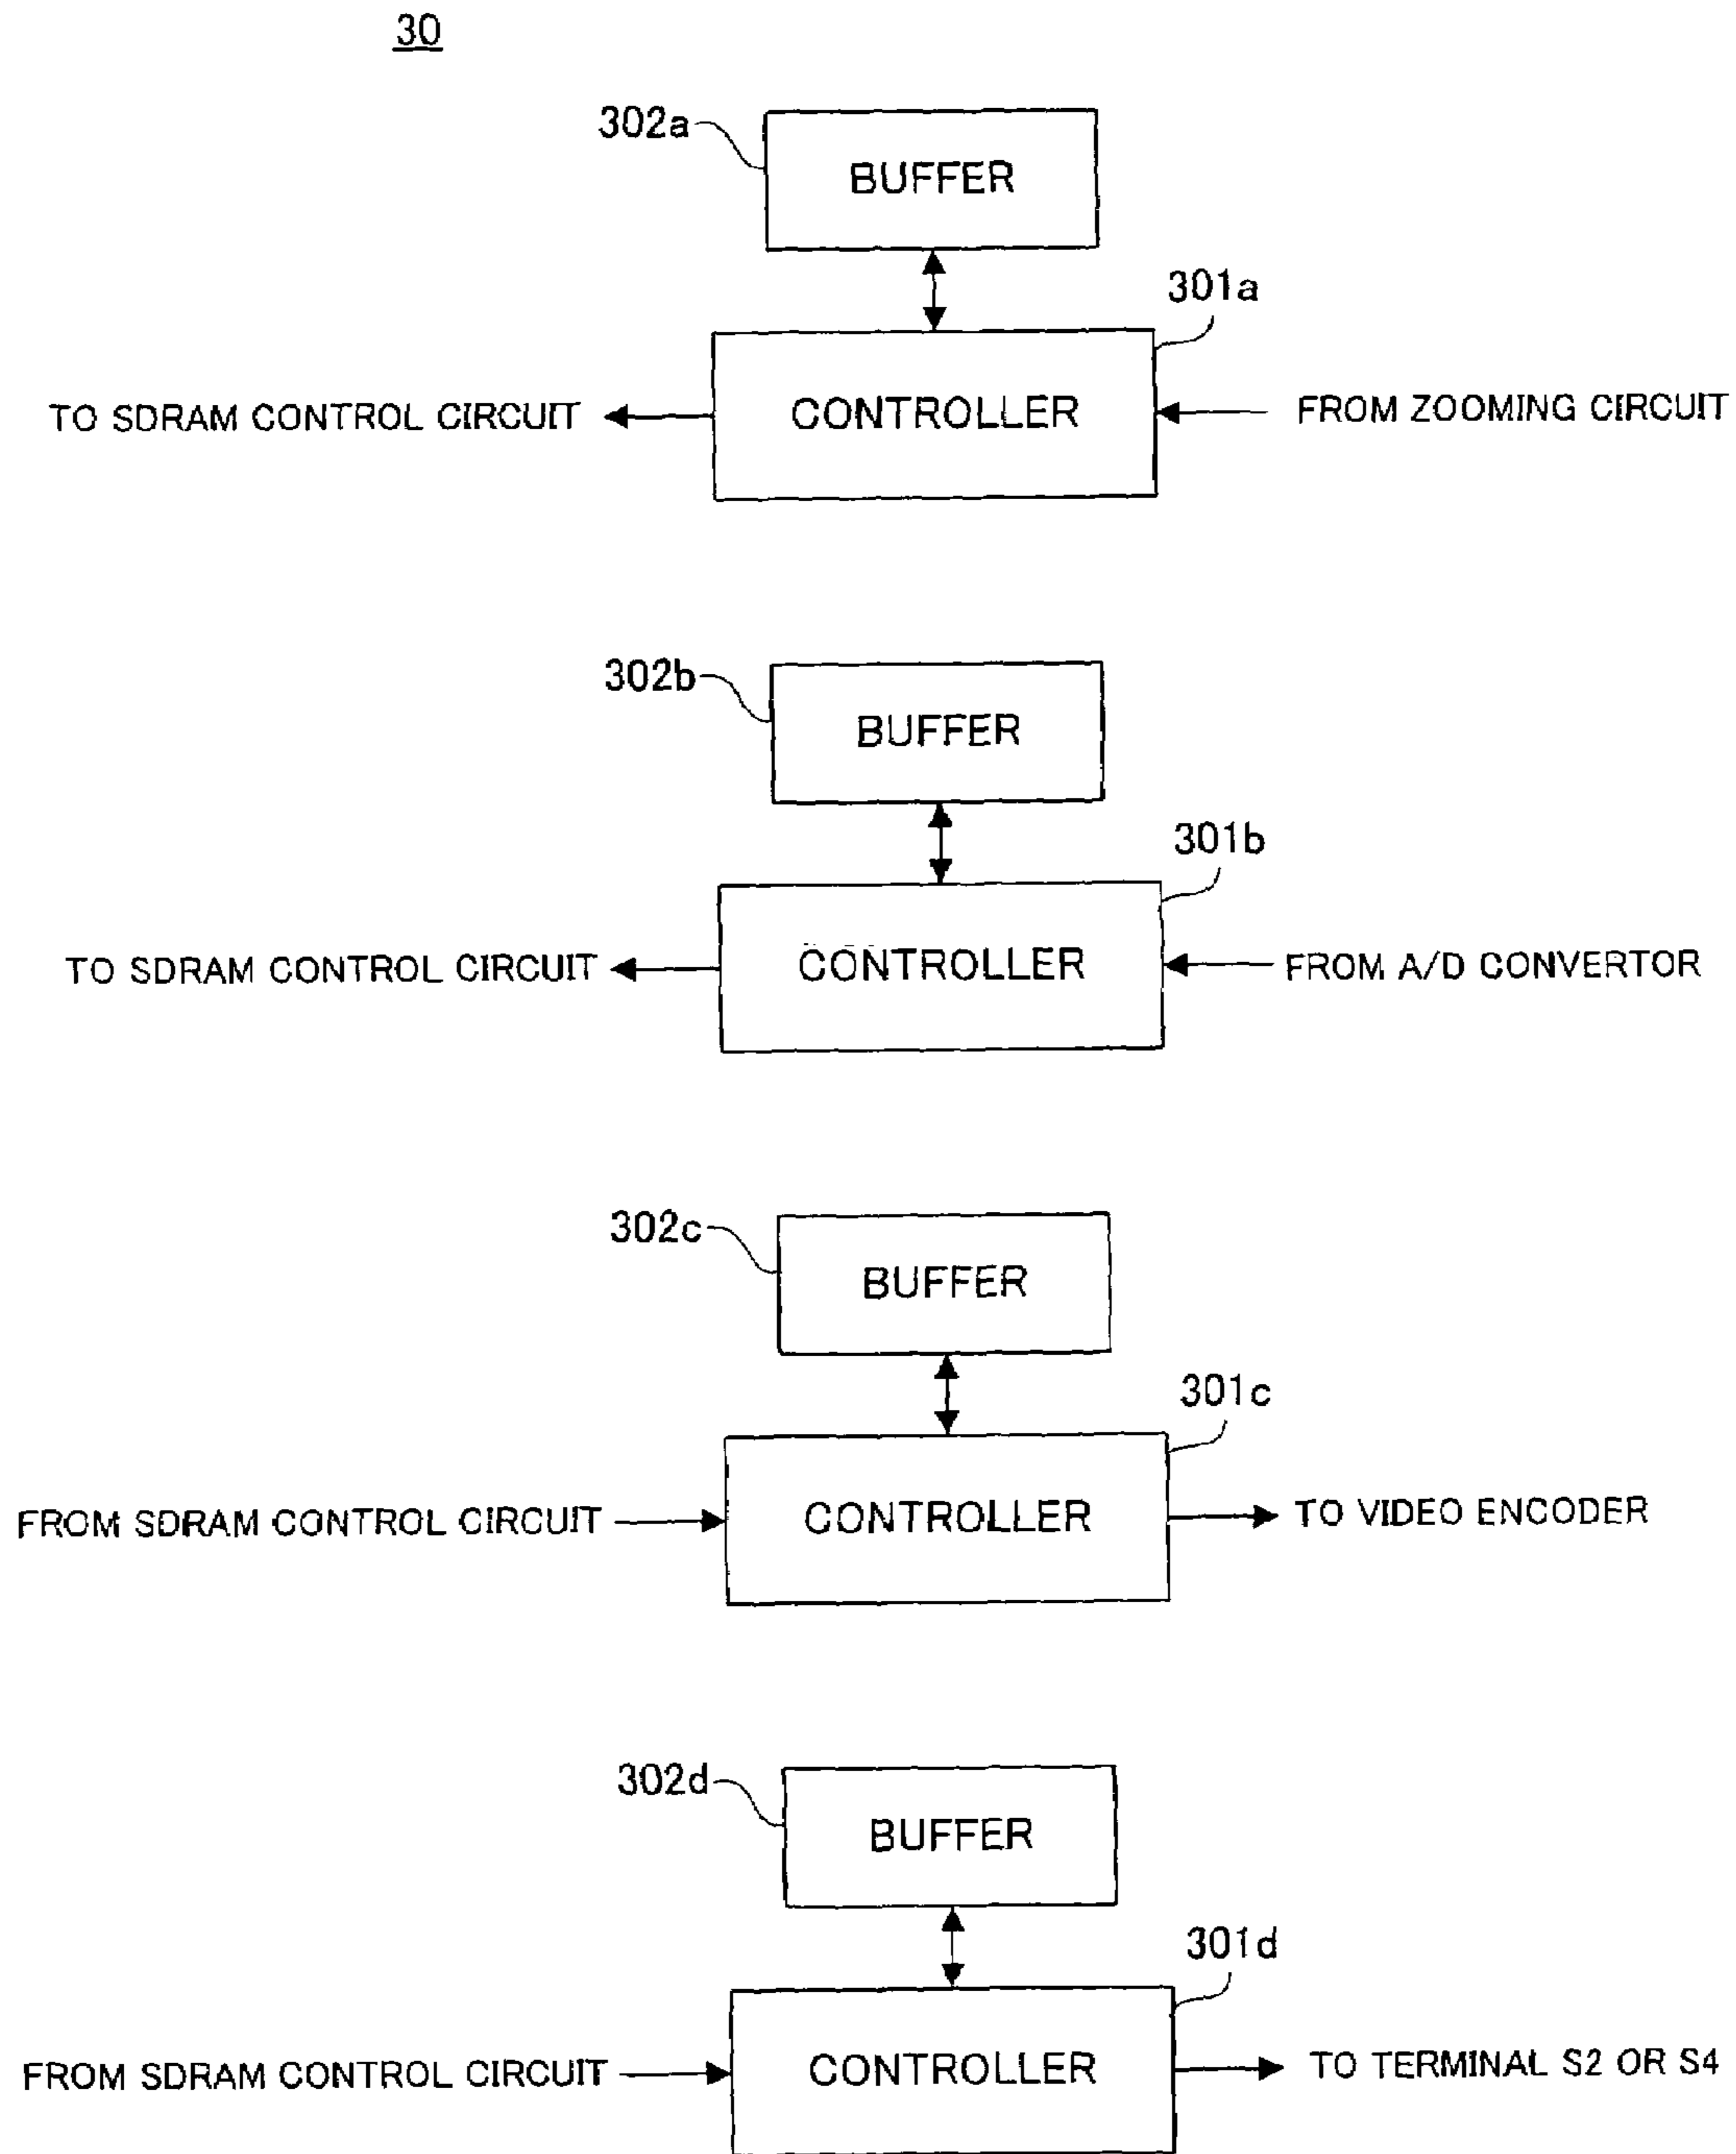 30
302a
BUFFER
301a
TO SDRAM CONTROL CIRCUIT
CONTROLLER
FROM ZOOMING CIRCUIT
302b
BUFFER
301b
TO SDRAM CONTROL CIRCUIT
CONTROLLER
FROM A/D CONVERTOR
302c
BUFFER
301c
FROM SDRAM CONTROL CIRCUIT
CONTROLLER
TO VIDEO ENCODER
302d
BUFFER
301d
FROM SDRAM CONTROL CIRCUIT
CONTROLLER
TO TERMINAL S2 OR S4